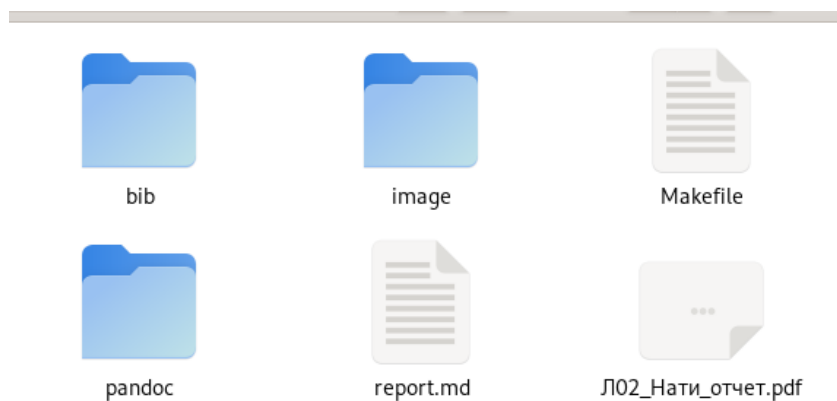 bib
image
Makefile
pandoc
report.md
Л02_Нати_отчет.pdf